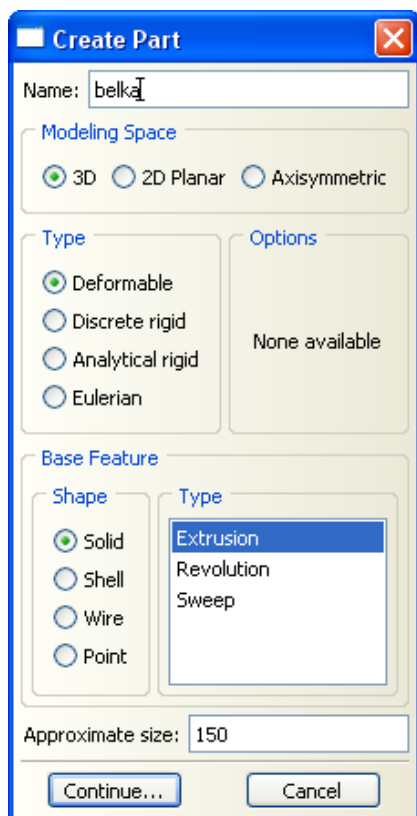 Create Part
Name: belka
Modeling Space
3D 2D Planar Axisymmetric
Type
Deformable
Discrete rigid
Analytical rigid
Eulerian
Options
None available
Base Feature
Shape
Solid
Shell
Wire
Point
Type
Extrusion
Revolution
Sweep
Approximate size: 150
Continue... Cancel